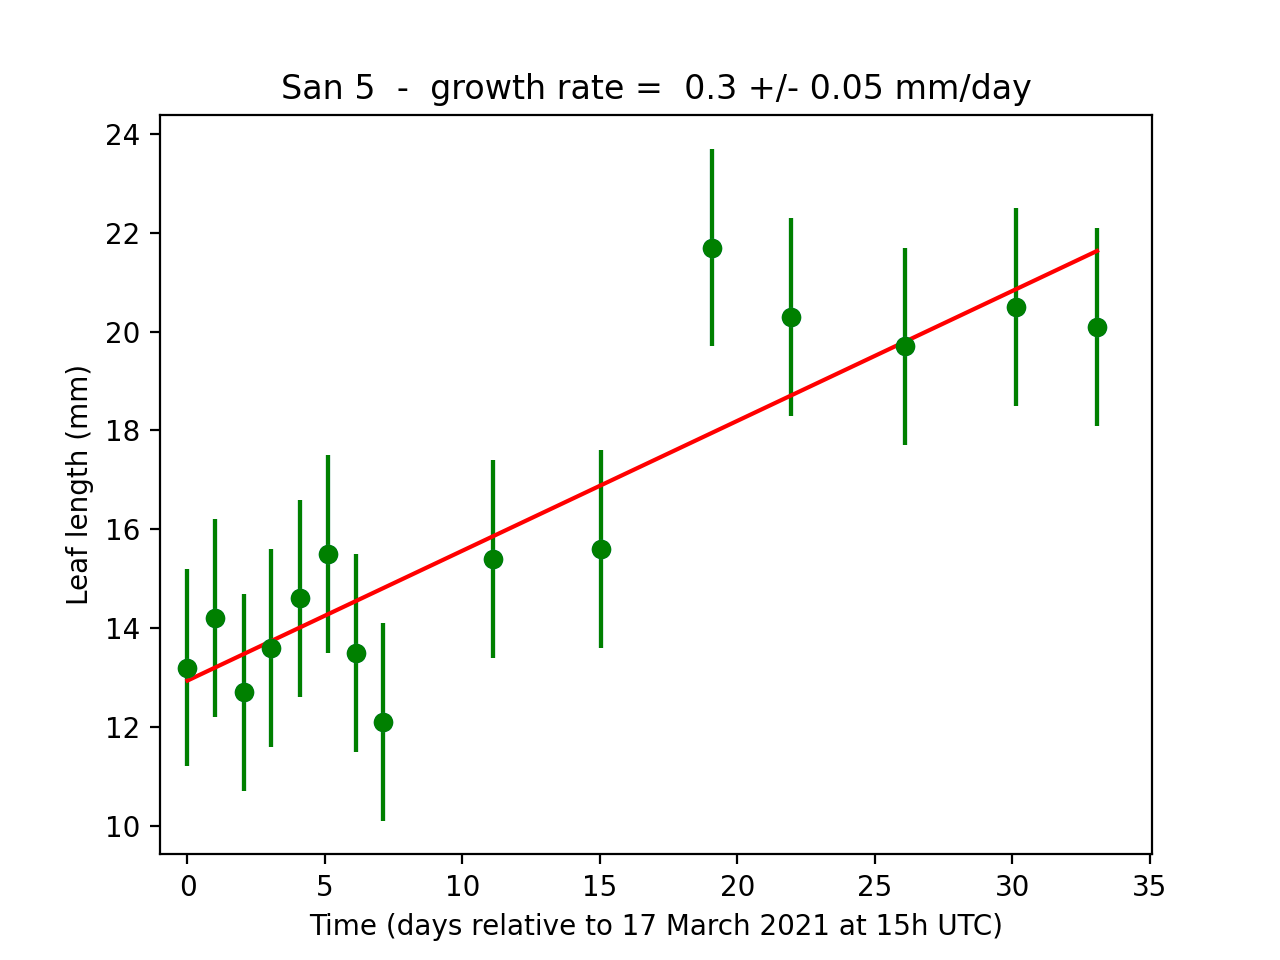 San 5 - growth rate = 0.3 +/- 0.05 mm/day
24
22
20
18
16
14
12
10
Leaf length (mm)
0 5 10 15 20 25 30 35
Time (days relative to 17 March 2021 at 15h UTC)